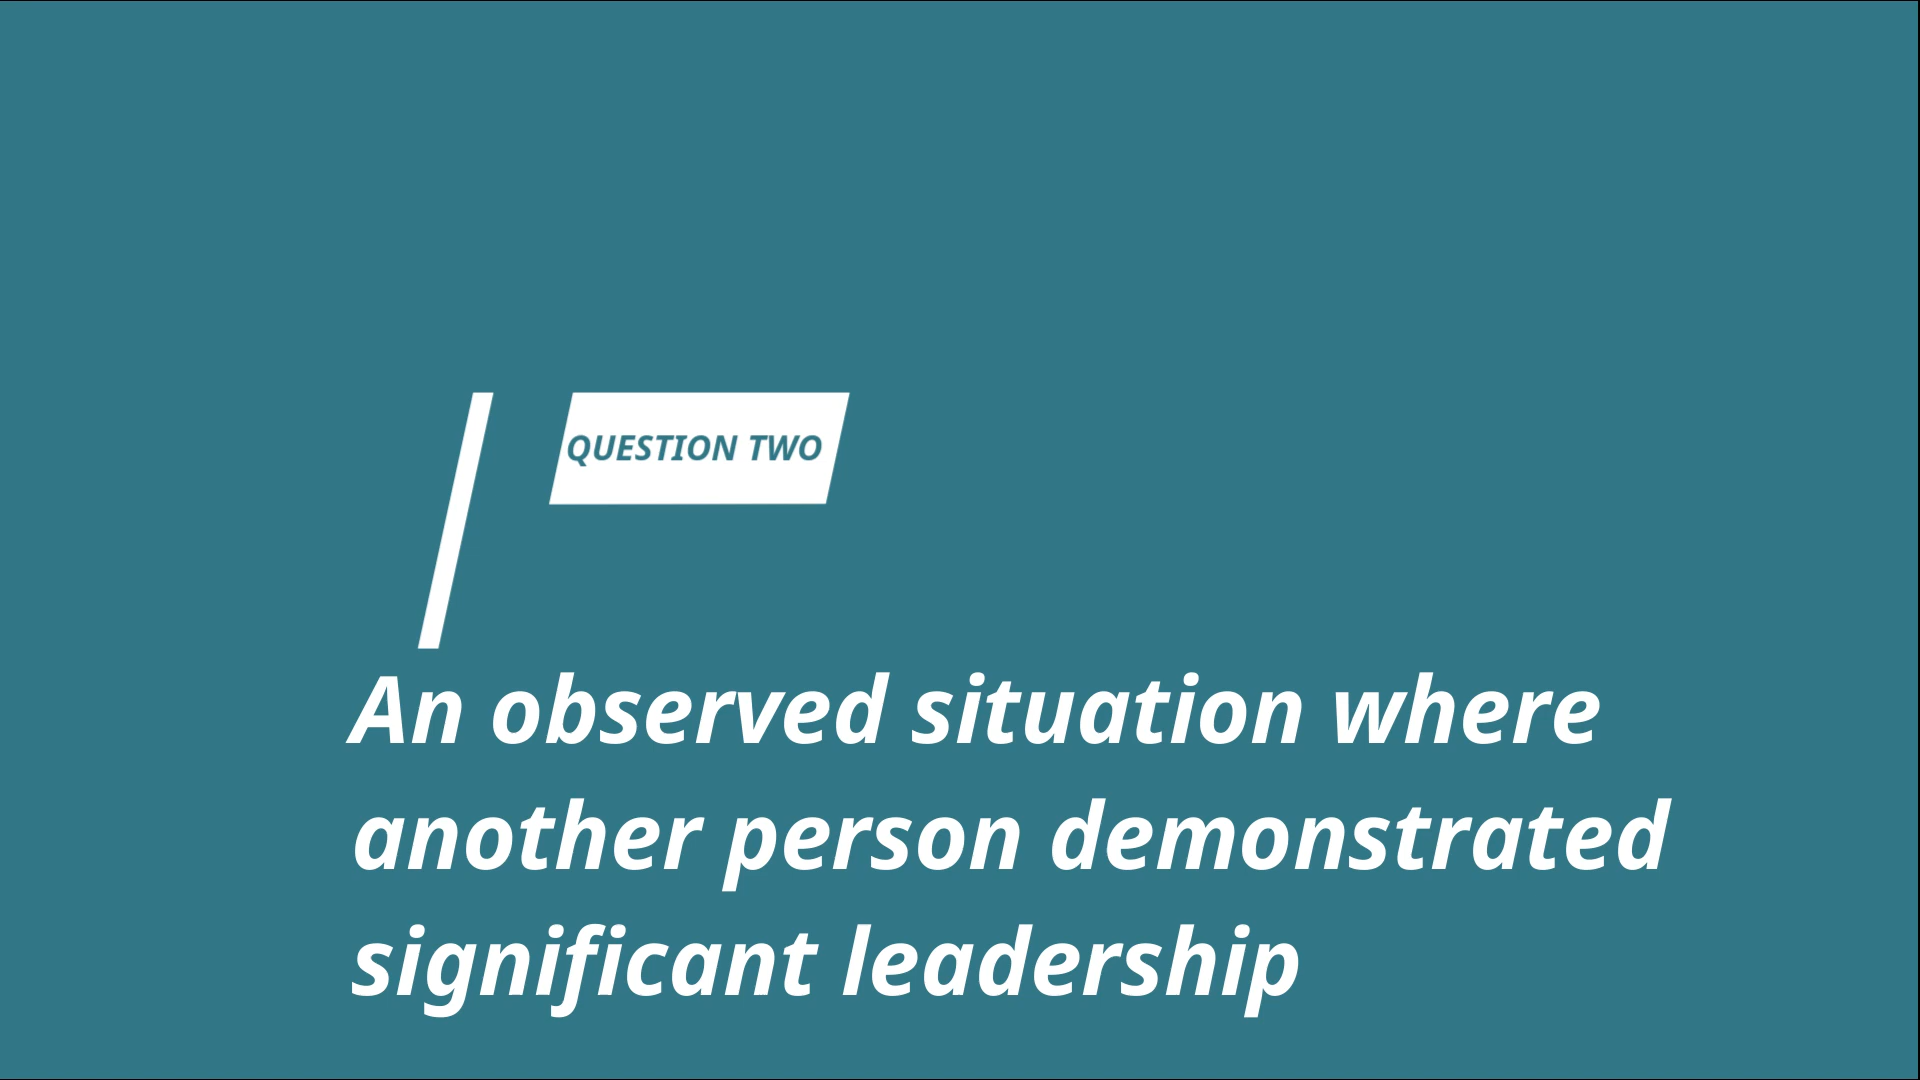 QUESTION TWO
An observed situation where
another person demonstrated
significant leadership